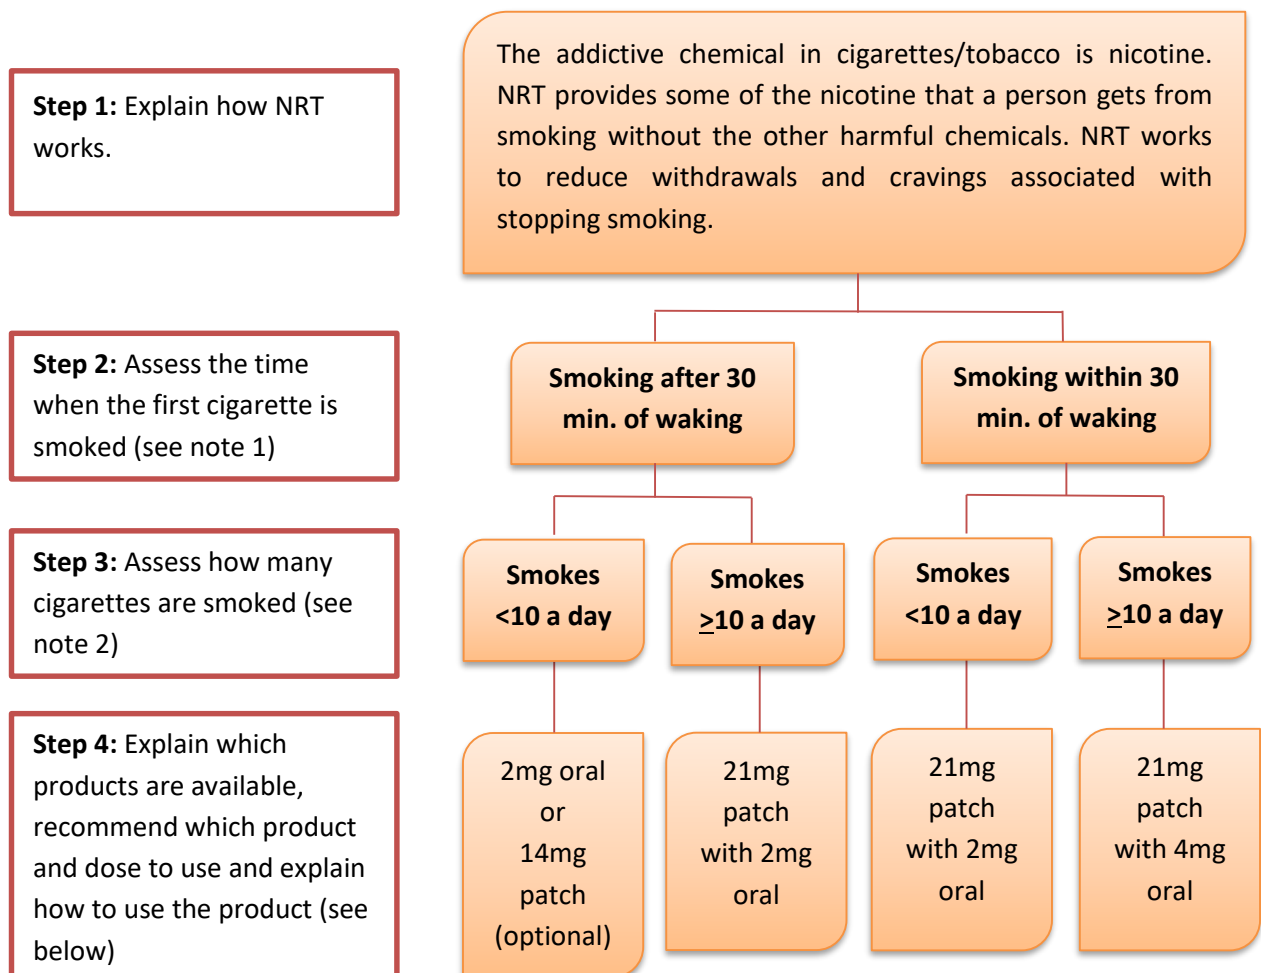 The addictive chemical in cigarettes/tobacco is nicotine.
NRT provides some of the nicotine that a person gets from
smoking without the other harmful chemicals. NRT works
to reduce withdrawals and cravings associated with
stopping smoking.
Step 1: Explain how NRT
works.
Step 2: Assess the time
when the first cigarette is
smoked (see note 1)
Smoking after 30
min. of waking
Smoking within 30
min. of waking
Step 3: Assess how many
cigarettes are smoked (see
note 2)
Smokes
<10 a day
Smokes
≥10 a day
Smokes
<10 a day
Smokes
≥10 a day
Step 4: Explain which
products are available,
recommend which product
and dose to use and explain
how to use the product (see
below)
2mg oral
or
14mg
patch
(optional)
21mg
patch
with 2mg
oral
21mg
patch
with 2mg
oral
21mg
patch
with 4mg
oral